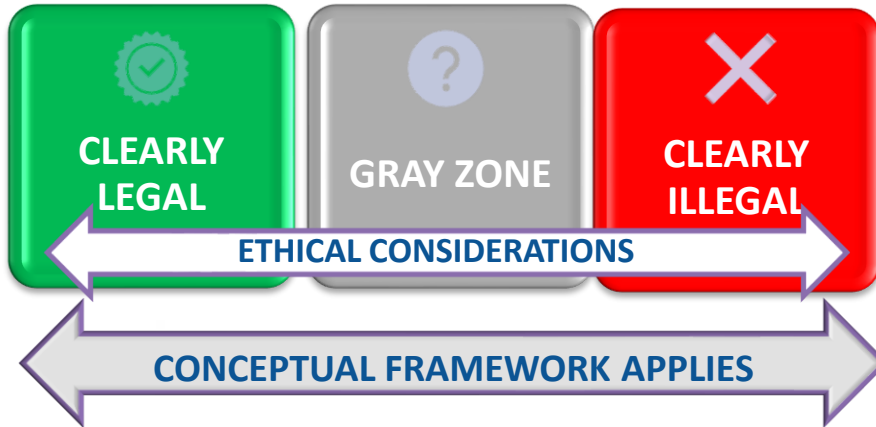 CLEARLY
LEGAL
?
GRAY ZONE
CLEARLY
ILLEGAL
ETHICAL CONSIDERATIONS
CONCEPTUAL FRAMEWORK APPLIES